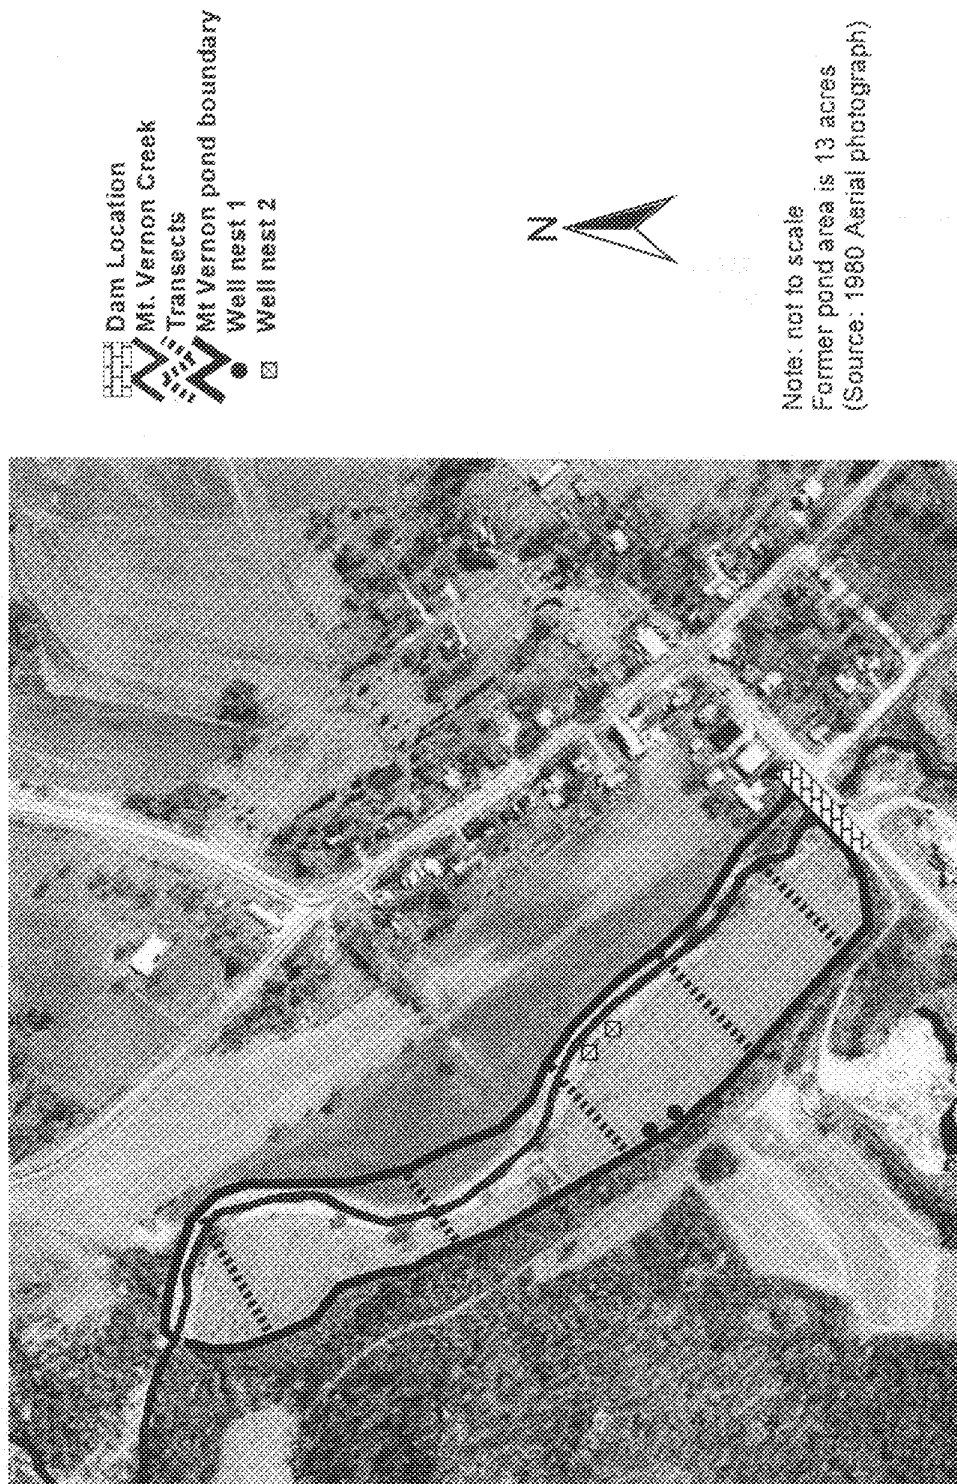 Dam Location
Mt. Vernon Creek
Transects
Mt Vernon pond boundary
Well nest 1
Well nest 2
N
Note: not to scale
Former pond area is 13 acres
(Source: 1980 Aerial photograph)